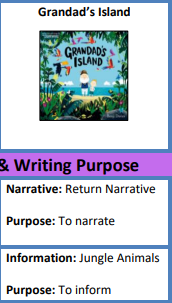 Grandad's Island
GRANDAD'S
ISLAND
& Writing Purpose
Narrative: Return Narrative
Purpose: To narrate
Information: Jungle Animals
Purpose: To inform